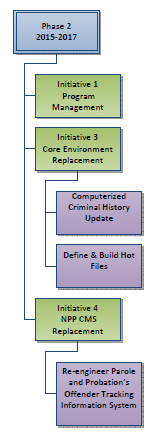 Phase 2
2015-2017
Initiative 1
Program
Management
Initiative 3
Core Environment
Replacement
Computerized
Criminal History
Update
Define & Build Hot
Files
Initiative 4
NPP CMS
Replacement
Re-engineer Parole
and Probation's
Offender Tracking
Information System